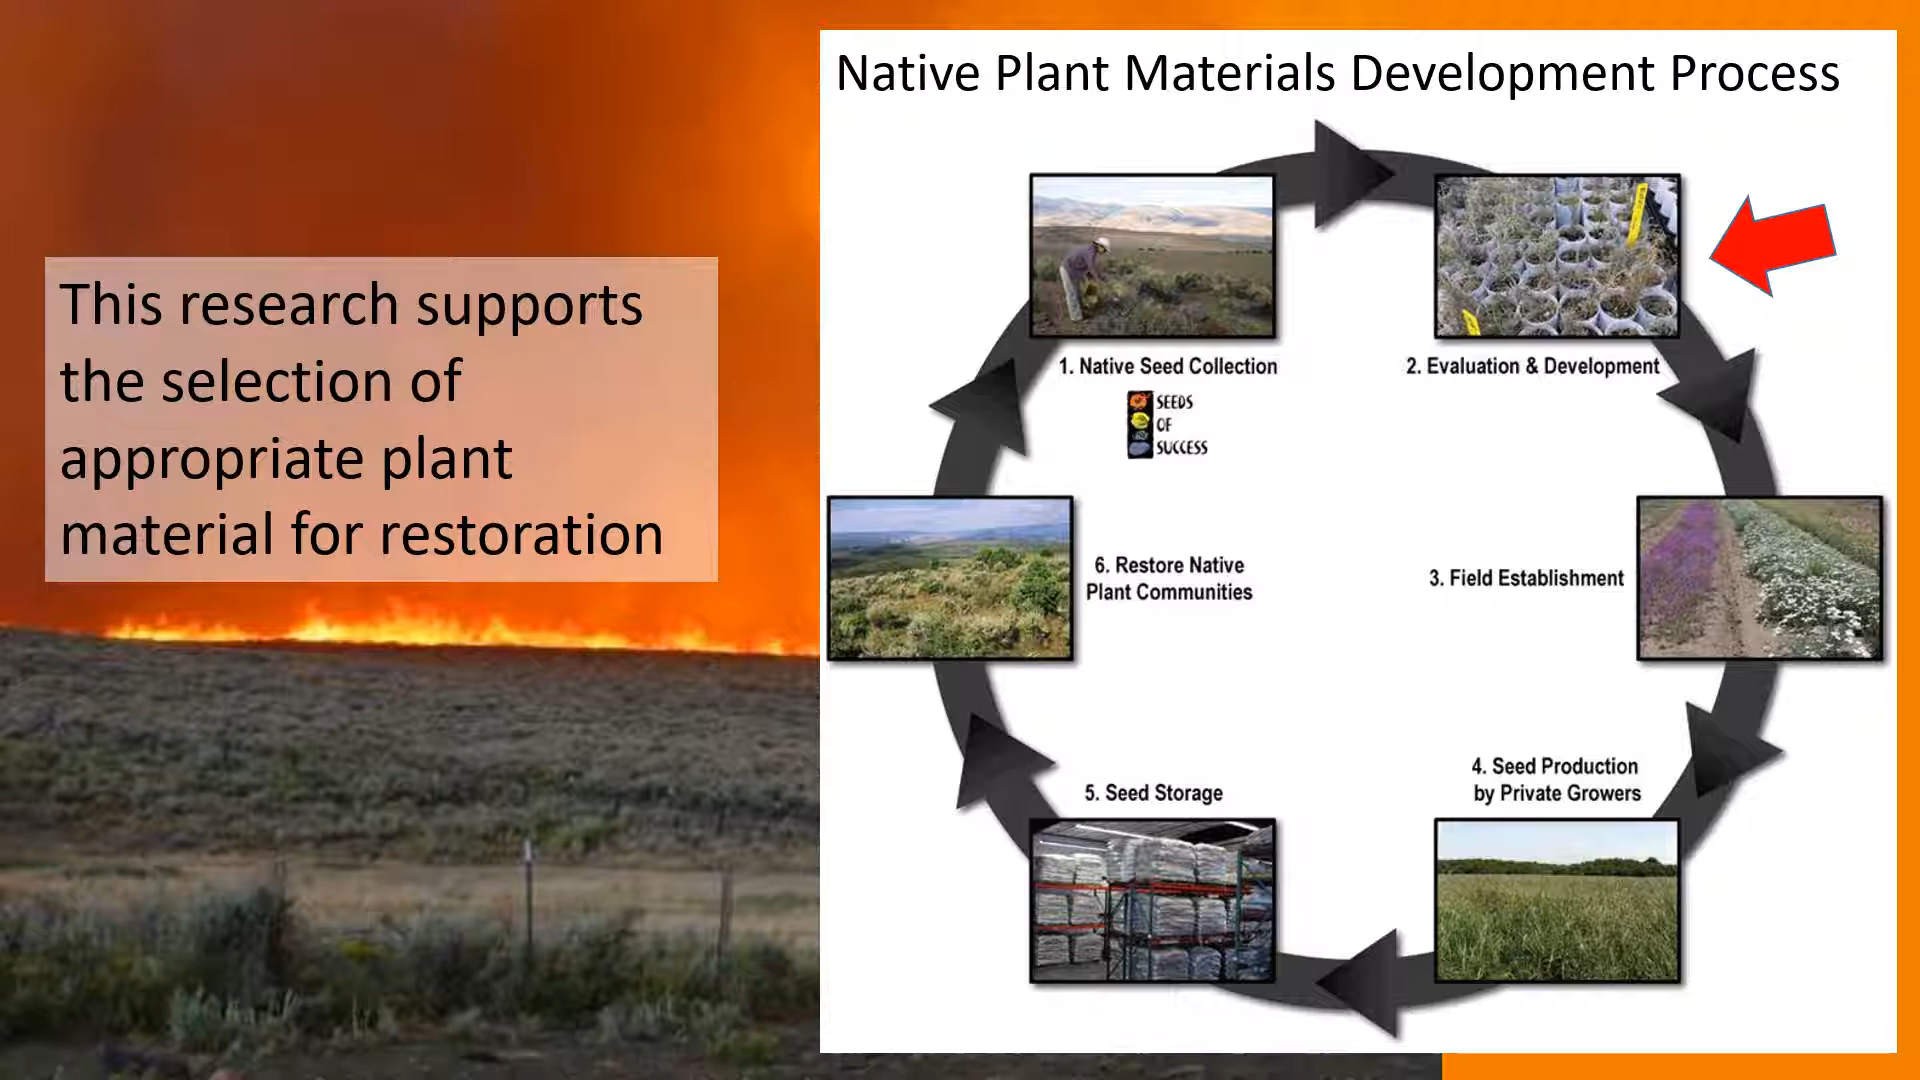 This research supports
the selection of
appropriate plant
material for restoration
Native Plant Materials Development Process
1. Native Seed Collection
SEEDS
OF
SUCCESS
2. Evaluation & Development
3. Field Establishment
4. Seed Production
by Private Growers
5. Seed Storage
6. Restore Native
Plant Communities